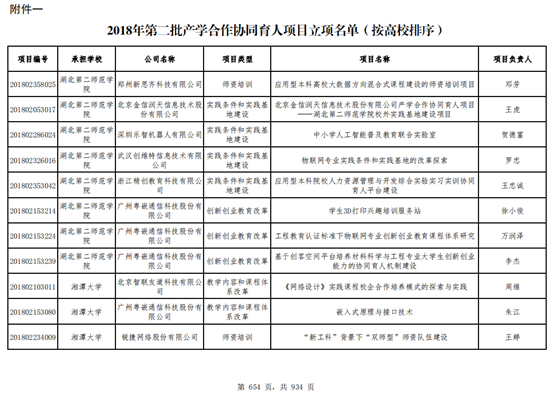 附件一
2018年第二批产学合作协同育人项目立项名单（按高校排序）
项目编号 承担学校 公司名称 项目类型 项目名称 项目负责人
201802358025 湖北第二师范学院 郑州新思齐科技有限公司 师资培训 应用型本科高校大数据方向混合式课程建设的师资培训项目 邓芳
201802053017 湖北第二师范学院 北京金信润天信息技术股份有限公司 实践条件和实践基地建设 北京金信润天信息技术股份有限公司产学合作协同育人项目——湖北第二师范学院校外实践基地建设项目 王虎
201802286024 湖北第二师范学院 深圳乐智机器人有限公司 实践条件和实践基地建设 中小学人工智能普及教育联合实验室 贺德富
201802326016 湖北第二师范学院 武汉创维特信息技术有限公司 实践条件和实践基地建设 物联网专业实践条件和实践基地的改革探索 罗忠
201802353042 湖北第二师范学院 浙江精创教育科技有限公司 实践条件和实践基地建设 应用型本科院校人力资源管理与开发综合实验实习实训协同育人平台建设 王忠诚
201802153214 湖北第二师范学院 广州粤嵌通信科技股份有限公司 创新创业教育改革 学生3D打印兴趣培训服务站 徐小俊
201802153224 湖北第二师范学院 广州粤嵌通信科技股份有限公司 创新创业教育改革 工程教育认证标准下物联网专业创新创业教育课程体系研究 万润泽
201802153239 湖北第二师范学院 广州粤嵌通信科技股份有限公司 创新创业教育改革 基于创客空间平台培养材料科学与工程专业大学生创新创业能力的协同育人机制建设 李杰
201802103011 湘潭大学 北京智联友道科技有限公司 教学内容和课程体系改革 《网络设计》实践课程校企合作培养模式的探索与实践 周维
201802153080 湘潭大学 广州粤嵌通信科技股份有限公司 教学内容和课程体系改革 嵌入式原理与接口技术 朱江
201802234009 湘潭大学 锐捷网络股份有限公司 师资培训 “新工科”背景下“双师型”师资队伍建设 王婷
第 654 页，共 934 页